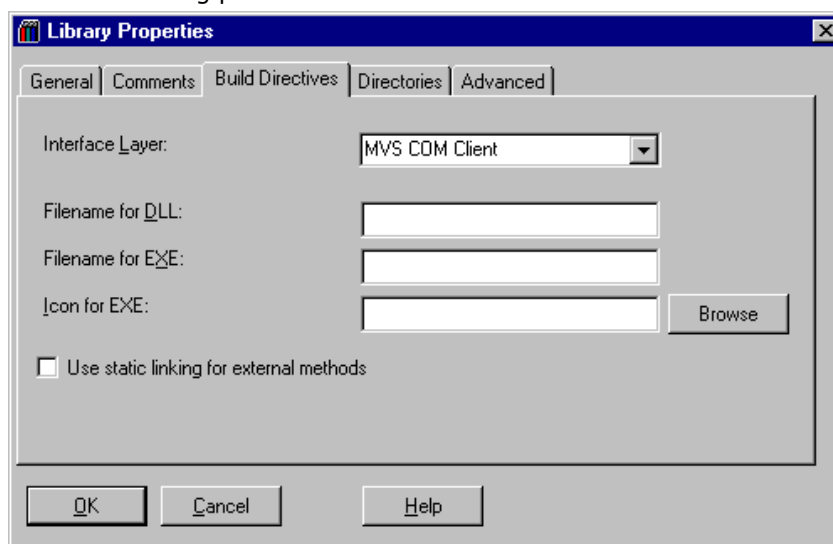 Library Properties
General Comments Build Directives Directories Advanced
Interface Layer: MVS COM Client
Filename for DLL:
Filename for EXE:
Icon for EXE: Browse
Use static linking for external methods
OK Cancel Help